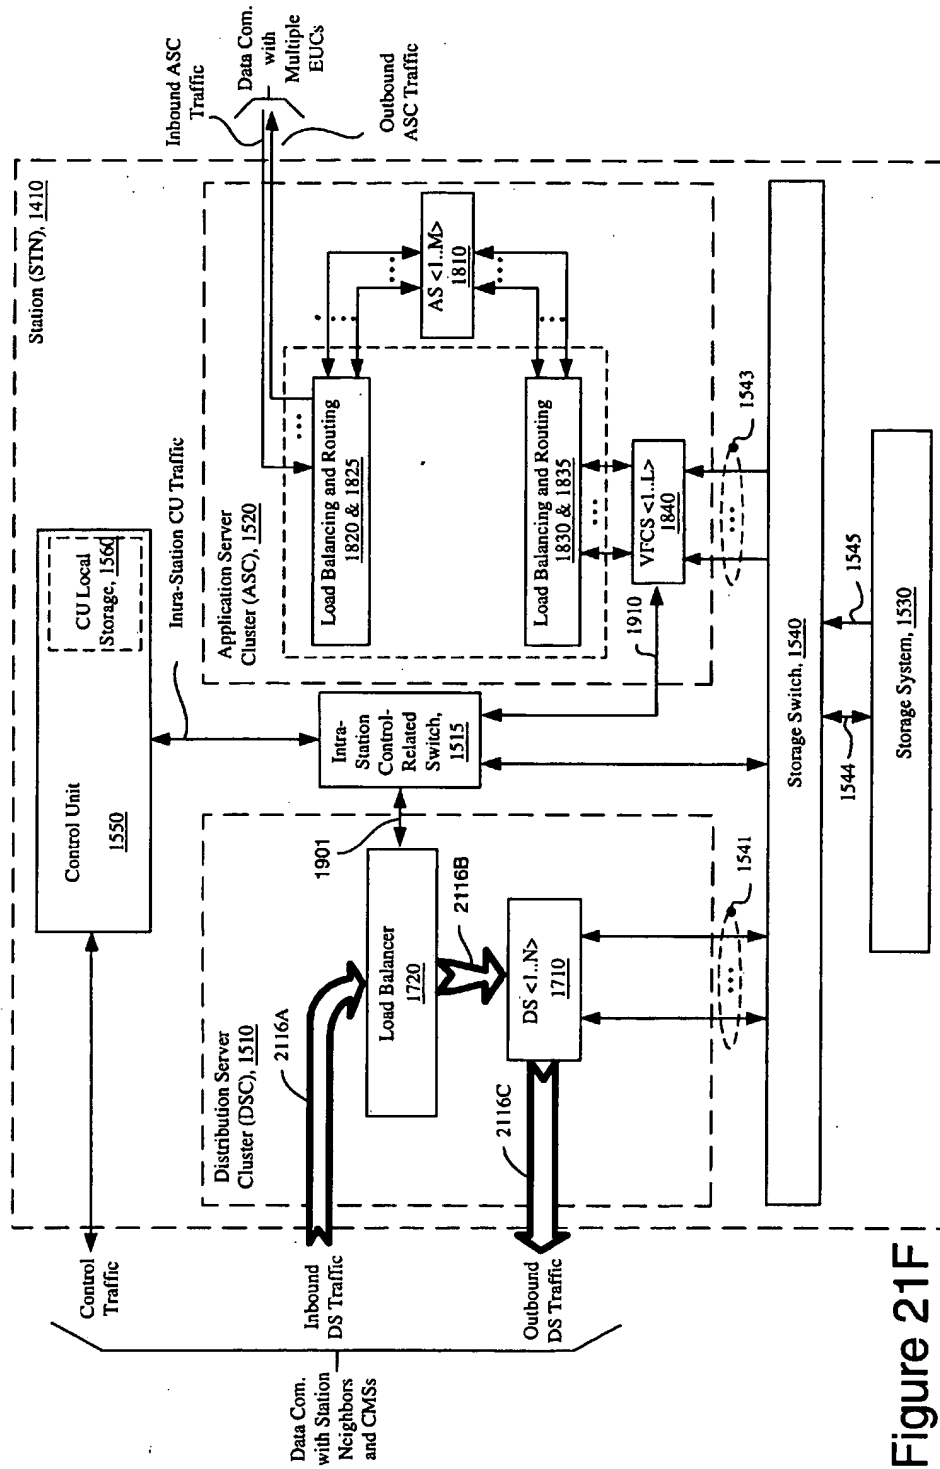 Station (STN), 1410
Control
Traffic
Control Unit
1550
CU Local
Storage, 1560
Intra-Station CU Traffic
Data Com.
with Station
Neighbors
and CMSs
Inbound
DS Traffic
Outbound
DS Traffic
Distribution Server
Cluster (DSC), 1510
2116A
Load Balancer
1720
2116B
DS <1..N>
1710
2116C
1901
Intra-
Station
Control-
Related
Switch,
1515
1910
Application Server
Cluster (ASC), 1520
Load Balancing and Routing
1820 & 1825
AS <1..M>
1810
Load Balancing and Routing
1830 & 1835
VFCS <1..L>
1840
Inbound ASC
Traffic
Data Com.
with
Multiple
EUCs
Outbound
ASC Traffic
1541
1543
Storage Switch, 1540
1544
1545
Storage System, 1530
Figure 21F